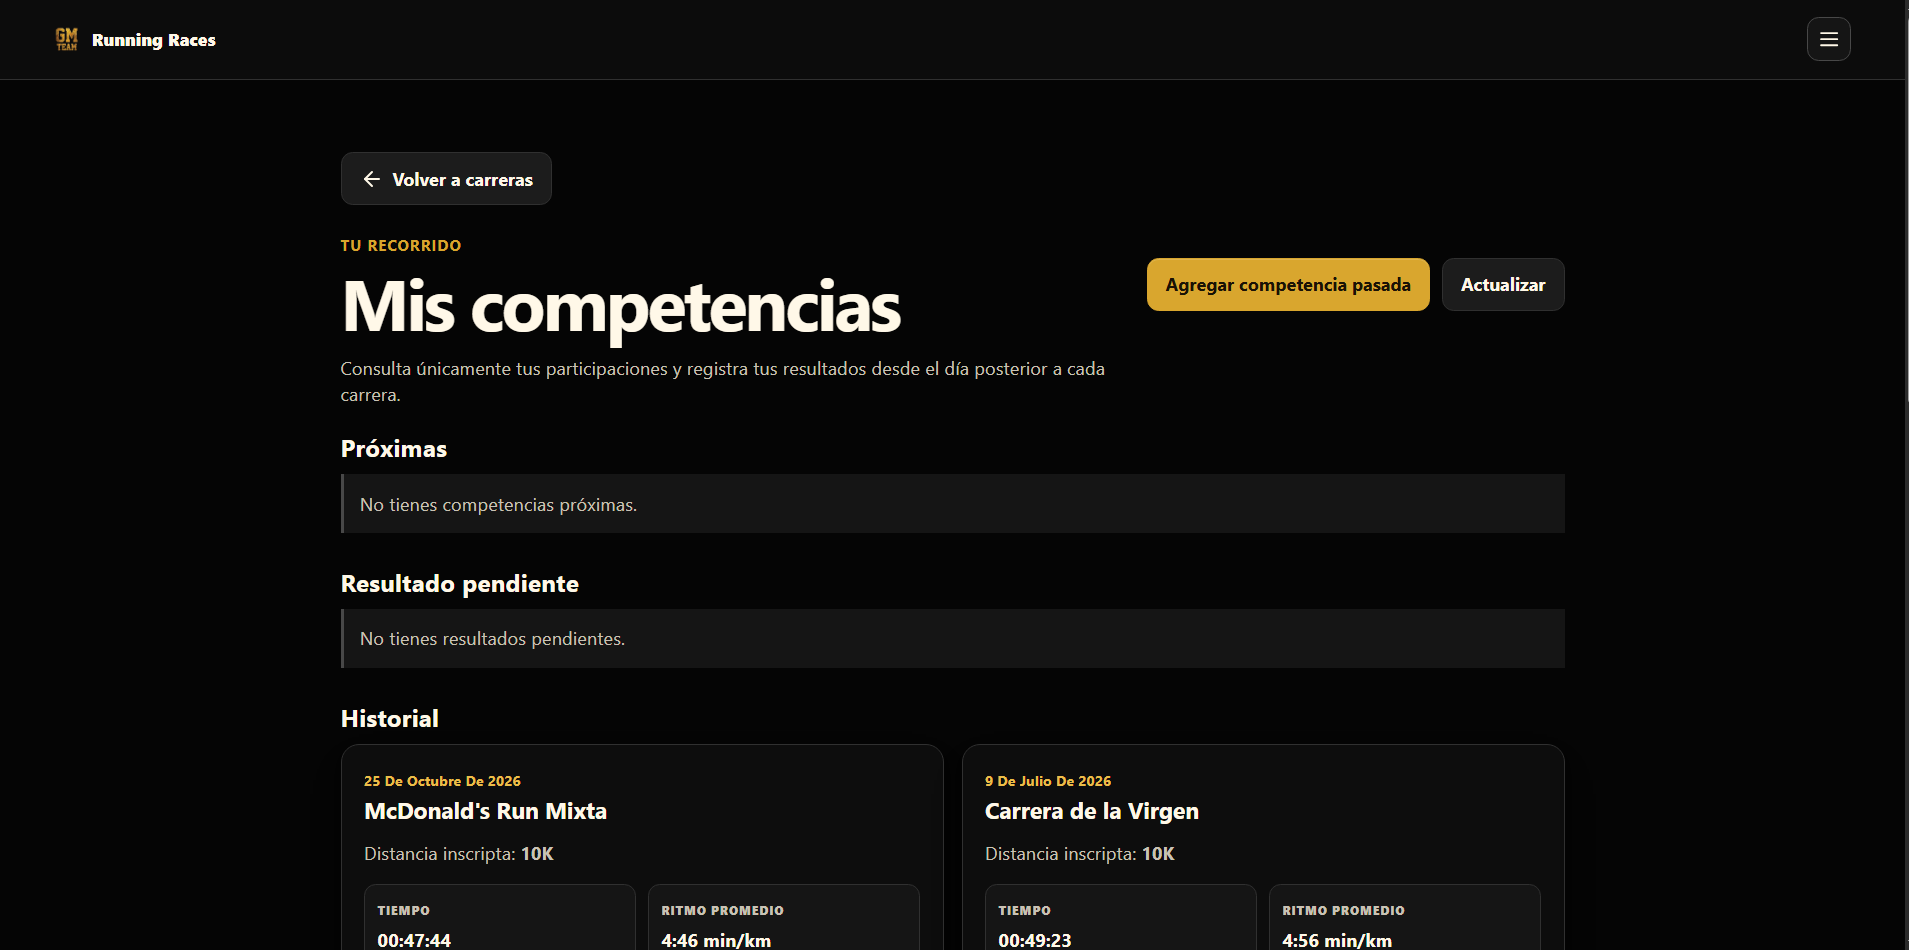 GM
TEAM
Running Races
Volver a carreras
TU RECORRIDO
Mis competencias
Agregar competencia pasada
Actualizar
Consulta únicamente tus participaciones y registra tus resultados desde el día posterior a cada
carrera.
Próximas
No tienes competencias próximas.
Resultado pendiente
No tienes resultados pendientes.
Historial
25 De Octubre De 2026
McDonald's Run Mixta
Distancia inscripta: 10K
TIEMPO
00:47:44
RITMO PROMEDIO
4:46 min/km
9 De Julio De 2026
Carrera de la Virgen
Distancia inscripta: 10K
TIEMPO
00:49:23
RITMO PROMEDIO
4:56 min/km